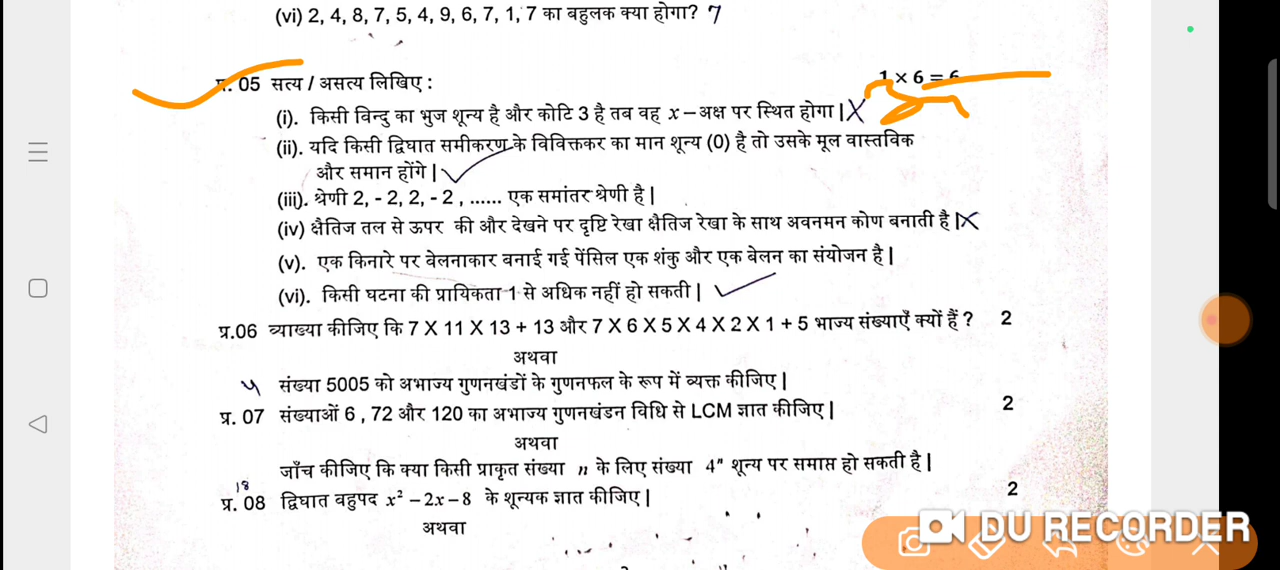 (vi) 2, 4, 8, 7, 5, 4, 9, 6, 7, 1, 7 का बहुलक क्या होगा? 7
प्र. 05 सत्य / असत्य लिखिए : 1 × 6 = 6
(i). किसी विन्दु का भुज शून्य है और कोटि 3 है तब वह x – अक्ष पर स्थित होगा | X
(ii). यदि किसी द्विघात समीकरण के विविक्तकर का मान शून्य (0) है तो उसके मूल वास्तविक
और समान होंगे | ✓
(iii). श्रेणी 2, - 2, 2, - 2 , ...... एक समांतर श्रेणी है |
(iv) क्षैतिज तल से ऊपर की और देखने पर दृष्टि रेखा क्षैतिज रेखा के साथ अवनमन कोण बनाती है | X
(v). एक किनारे पर वेलनाकार बनाई गई पेंसिल एक शंकु और एक बेलन का संयोजन है |
(vi). किसी घटना की प्रायिकता 1 से अधिक नहीं हो सकती | ✓
प्र.06 व्याख्या कीजिए कि 7 X 11 X 13 + 13 और 7 X 6 X 5 X 4 X 2 X 1 + 5 भाज्य संख्याएँ क्यों हैं ? 2
अथवा
संख्या 5005 को अभाज्य गुणनखंडों के गुणनफल के रूप में व्यक्त कीजिए |
प्र. 07 संख्याओं 6 , 72 और 120 का अभाज्य गुणनखंडन विधि से LCM ज्ञात कीजिए | 2
अथवा
जाँच कीजिए कि क्या किसी प्राकृत संख्या n के लिए संख्या 4ⁿ शून्य पर समाप्त हो सकती है |
18
प्र. 08 द्विघात वहुपद x² – 2x – 8 के शून्यक ज्ञात कीजिए | 2
अथवा
DU RECORDER